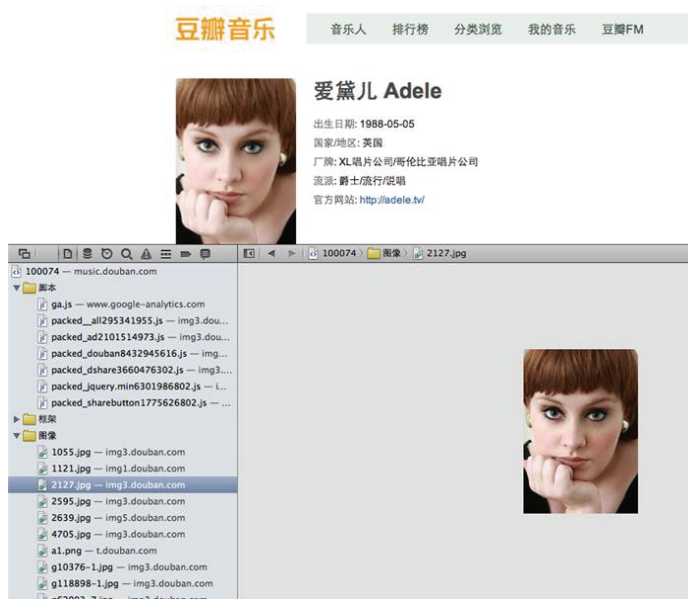 豆瓣音乐
音乐人 排行榜 分类浏览 我的音乐 豆瓣FM
爱黛儿 Adele
出生日期: 1988-05-05
国家/地区: 英国
厂牌: XL唱片公司/哥伦比亚唱片公司
流派: 爵士/流行/说唱
官方网站: http://adele.tv/
100074 〉 图像 〉 2127.jpg
100074 — music.douban.com
脚本
ga.js — www.google-analytics.com
packed__all295341955.js — img3.dou...
packed_ad2101514973.js — img3.dou...
packed_douban8432945616.js — img...
packed_dshare3660476302.js — img3....
packed_jquery.min6301986802.js — i...
packed_sharebutton1775626802.js — ...
框架
图像
1055.jpg — img3.douban.com
1121.jpg — img1.douban.com
2127.jpg — img3.douban.com
2595.jpg — img3.douban.com
2639.jpg — img5.douban.com
4705.jpg — img3.douban.com
a1.png — t.douban.com
g10376-1.jpg — img3.douban.com
g118898-1.jpg — img3.douban.com